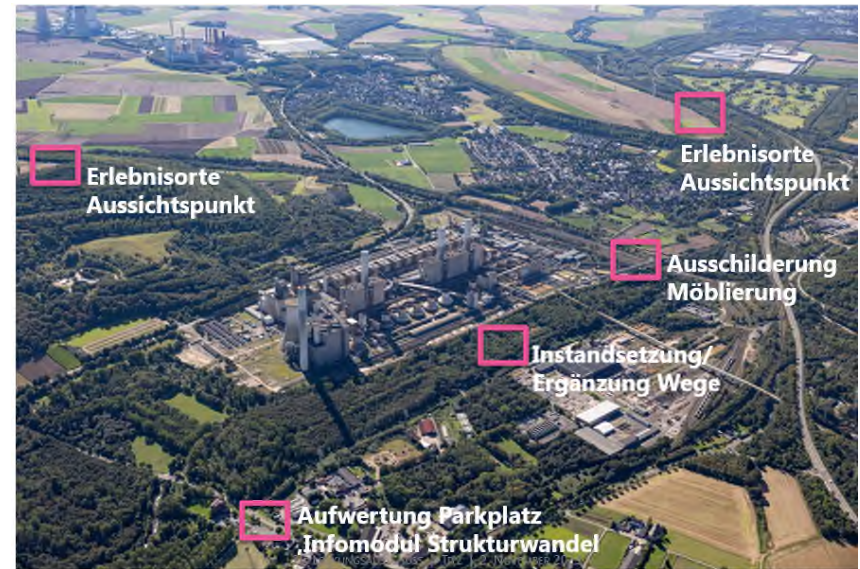 Erlebnisorte
Aussichtspunkt
Erlebnisorte
Aussichtspunkt
Ausschilderung
Möblierung
Instandsetzung/
Ergänzung Wege
Aufwertung Parkplatz
„Infomodul Strukturwandel